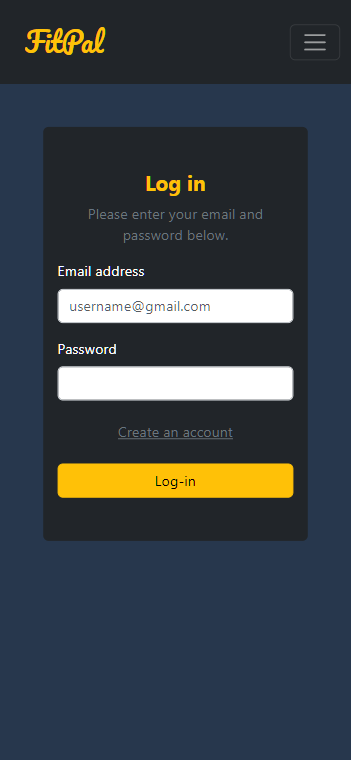 FitPal
Log in
Please enter your email and
password below.
Email address
username@gmail.com
Password
Create an account
Log-in